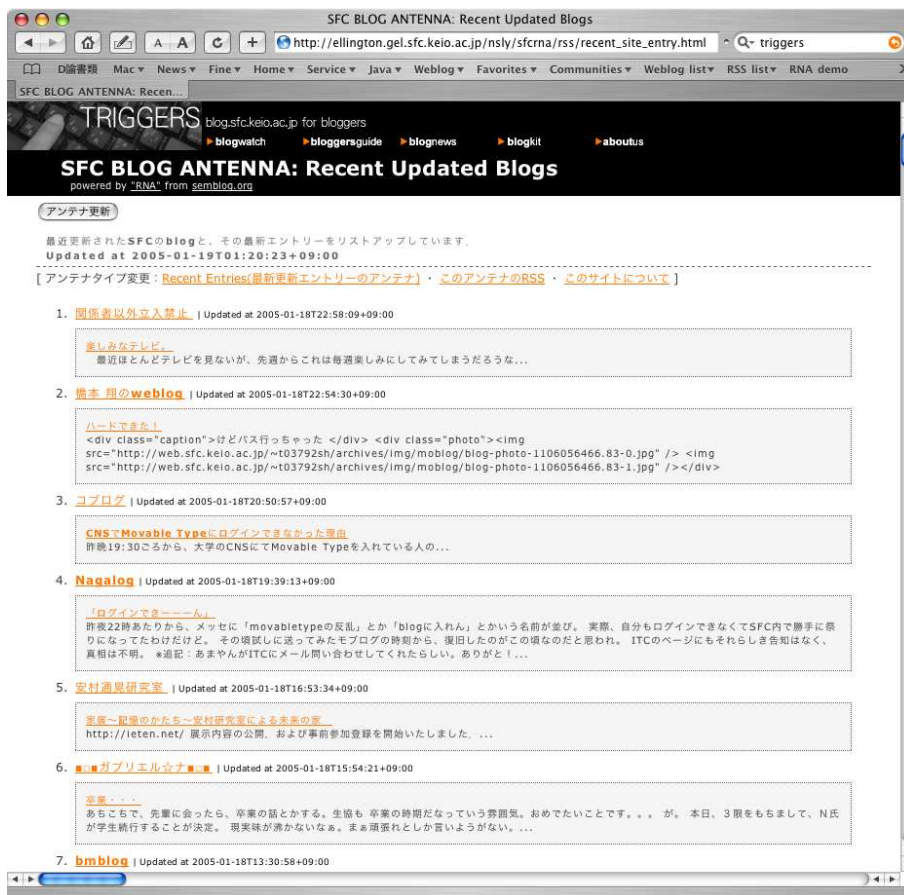 SFC BLOG ANTENNA: Recent Updated Blogs
A A C + http://ellington.gel.sfc.keio.ac.jp/nsly/sfcrna/rss/recent_site_entry.html Q- triggers
D論書類 Mac News Fine Home Service Java Weblog Favorites Communities Weblog list RSS list RNA demo
SFC BLOG ANTENNA: Recen...
TRIGGERS blog.sfc.keio.ac.jp for bloggers
blogwatch bloggersguide blognews blogkit aboutus
SFC BLOG ANTENNA: Recent Updated Blogs
powered by "RNA" from semblog.org
アンテナ更新
最近更新されたSFCのblogと、その最新エントリーをリストアップしています.
Updated at 2005-01-19T01:20:23+09:00
[ アンテナタイプ変更：Recent Entries(最新更新エントリーのアンテナ) ・ このアンテナのRSS ・ このサイトについて ]
1. 関係者以外立入禁止 | Updated at 2005-01-18T22:58:09+09:00
楽しみなテレビ。
最近ほとんどテレビを見ないが、先週からこれは毎週楽しみにしてみてしまうだろうな...
2. 橋本 翔のweblog | Updated at 2005-01-18T22:54:30+09:00
ハードできた！
<div class="caption">けどバス行っちゃった </div> <div class="photo"><img
src="http://web.sfc.keio.ac.jp/~t03792sh/archives/img/moblog/blog-photo-1106056466.83-0.jpg" /> <img
src="http://web.sfc.keio.ac.jp/~t03792sh/archives/img/moblog/blog-photo-1106056466.83-1.jpg" /></div>
3. コブログ | Updated at 2005-01-18T20:50:57+09:00
CNSでMovable Typeにログインできなかった理由
昨晩19:30ごろから、大学のCNSにてMovable Typeを入れている人の...
4. Nagalog | Updated at 2005-01-18T19:39:13+09:00
「ログインできーーーん」
昨夜22時あたりから、メッセに「movabletypeの反乱」とか「blogに入れん」とかいう名前が並び。 実際、自分もログインできなくてSFC内で勝手に祭
りになってたわけだけど。 その頃試しに送ってみたモブログの時刻から、復旧したのがこの頃なのだと思われ。 ITCのページにもそれらしき告知はなく、
真相は不明。 ※追記：あまやんがITCにメール問い合わせしてくれたらしい。ありがと！...
5. 安村通晃研究室 | Updated at 2005-01-18T16:53:34+09:00
家展～記憶のかたち～安村研究室による未来の家
http://ieten.net/ 展示内容の公開，および事前参加登録を開始いたしました．...
6. ■□■ガブリエル☆ナ■□■ | Updated at 2005-01-18T15:54:21+09:00
卒業・・・
あちこちで、先輩に会ったら、卒業の話とかする。生協も 卒業の時期だなっていう雰囲気。おめでたいことです。。。 が。 本日、３限をもちまして、N氏
が学生続行することが決定。 現実味が沸かないなぁ。まぁ頑張れとしか言いようがない。...
7. bmblog | Updated at 2005-01-18T13:30:58+09:00